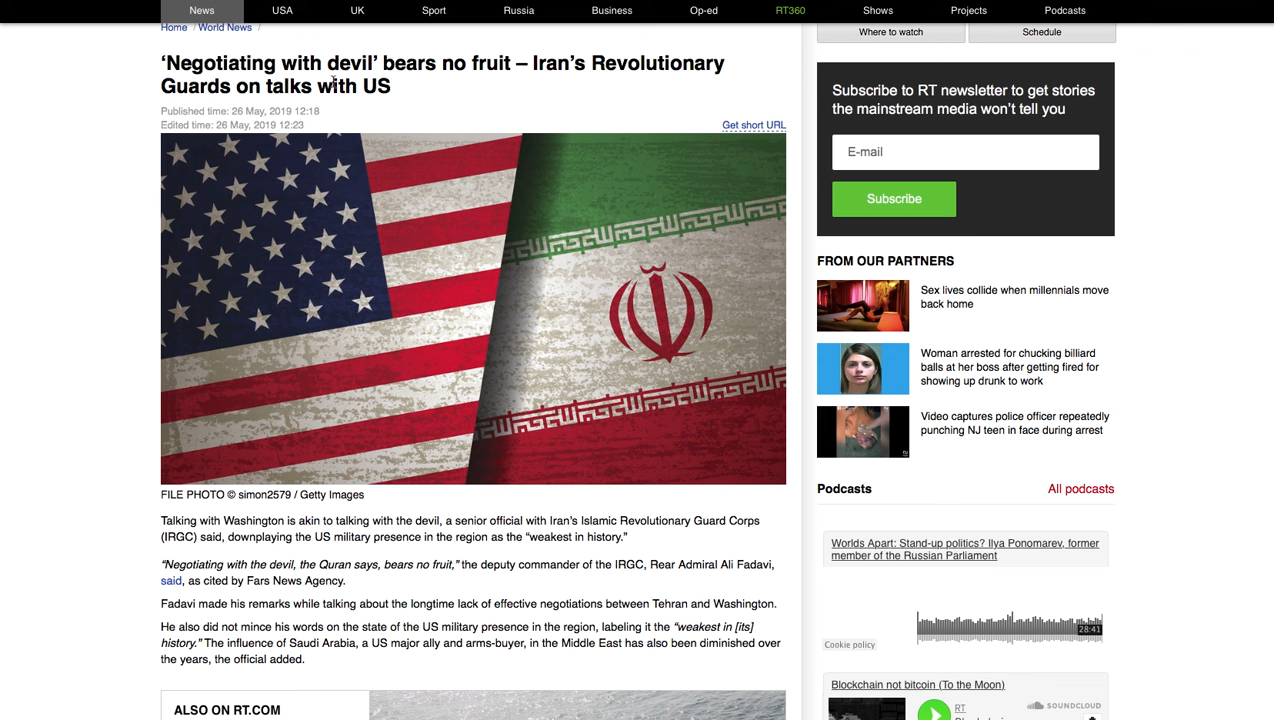 News USA UK Sport Russia Business Op-ed RT360 Shows Projects Podcasts
Home / World News /
‘Negotiating with devil’ bears no fruit – Iran’s Revolutionary
Guards on talks with US
Published time: 26 May, 2019 12:18
Edited time: 26 May, 2019 12:23
Get short URL
FILE PHOTO © simon2579 / Getty Images
Talking with Washington is akin to talking with the devil, a senior official with Iran’s Islamic Revolutionary Guard Corps
(IRGC) said, downplaying the US military presence in the region as the “weakest in history.”
“Negotiating with the devil, the Quran says, bears no fruit,” the deputy commander of the IRGC, Rear Admiral Ali Fadavi,
said, as cited by Fars News Agency.
Fadavi made his remarks while talking about the longtime lack of effective negotiations between Tehran and Washington.
He also did not mince his words on the state of the US military presence in the region, labeling it the “weakest in [its]
history.” The influence of Saudi Arabia, a US major ally and arms-buyer, in the Middle East has also been diminished over
the years, the official added.
ALSO ON RT.COM
Where to watch
Schedule
Subscribe to RT newsletter to get stories
the mainstream media won’t tell you
E-mail
Subscribe
FROM OUR PARTNERS
Sex lives collide when millennials move
back home
Woman arrested for chucking billiard
balls at her boss after getting fired for
showing up drunk to work
Video captures police officer repeatedly
punching NJ teen in face during arrest
Podcasts
All podcasts
Worlds Apart: Stand-up politics? Ilya Ponomarev, former
member of the Russian Parliament
28:41
Cookie policy
Blockchain not bitcoin (To the Moon)
RT
SOUNDCLOUD